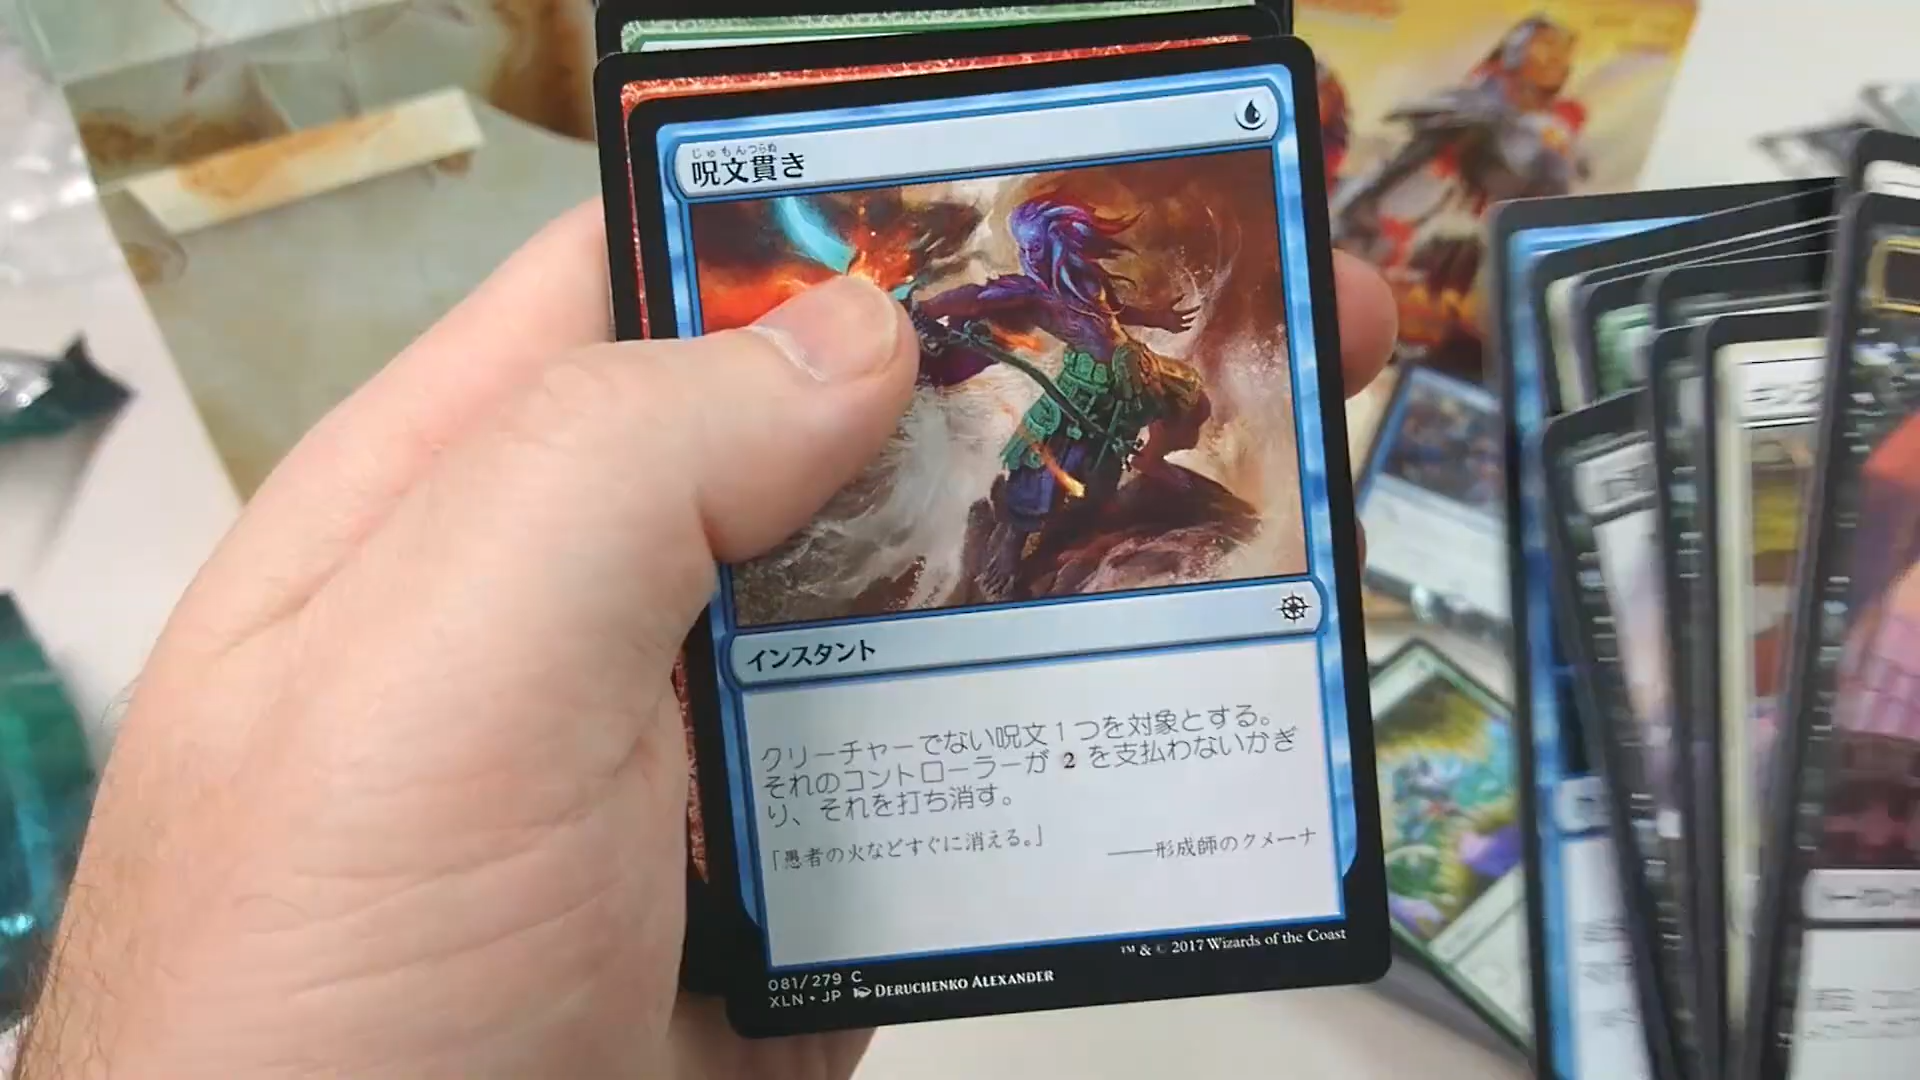 じゅもんつらぬ
呪文貫き
インスタント
クリーチャーでない呪文1つを対象とする。
それのコントローラーが 2 を支払わないかぎ
り、それを打ち消す。
「愚者の火などすぐに消える。」
――形成師のクメーナ
™ & © 2017 Wizards of the Coast
081/279 C
XLN • JP DERUCHENKO ALEXANDER